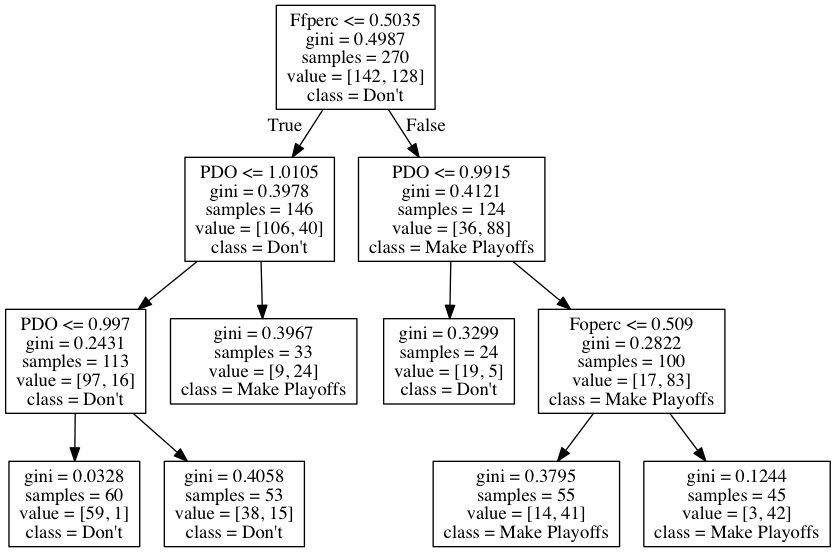 Ffperc <= 0.5035
gini = 0.4987
samples = 270
value = [142, 128]
class = Don't
True
False
PDO <= 1.0105
gini = 0.3978
samples = 146
value = [106, 40]
class = Don't
PDO <= 0.9915
gini = 0.4121
samples = 124
value = [36, 88]
class = Make Playoffs
PDO <= 0.997
gini = 0.2431
samples = 113
value = [97, 16]
class = Don't
gini = 0.3967
samples = 33
value = [9, 24]
class = Make Playoffs
gini = 0.3299
samples = 24
value = [19, 5]
class = Don't
Foperc <= 0.509
gini = 0.2822
samples = 100
value = [17, 83]
class = Make Playoffs
gini = 0.0328
samples = 60
value = [59, 1]
class = Don't
gini = 0.4058
samples = 53
value = [38, 15]
class = Don't
gini = 0.3795
samples = 55
value = [14, 41]
class = Make Playoffs
gini = 0.1244
samples = 45
value = [3, 42]
class = Make Playoffs